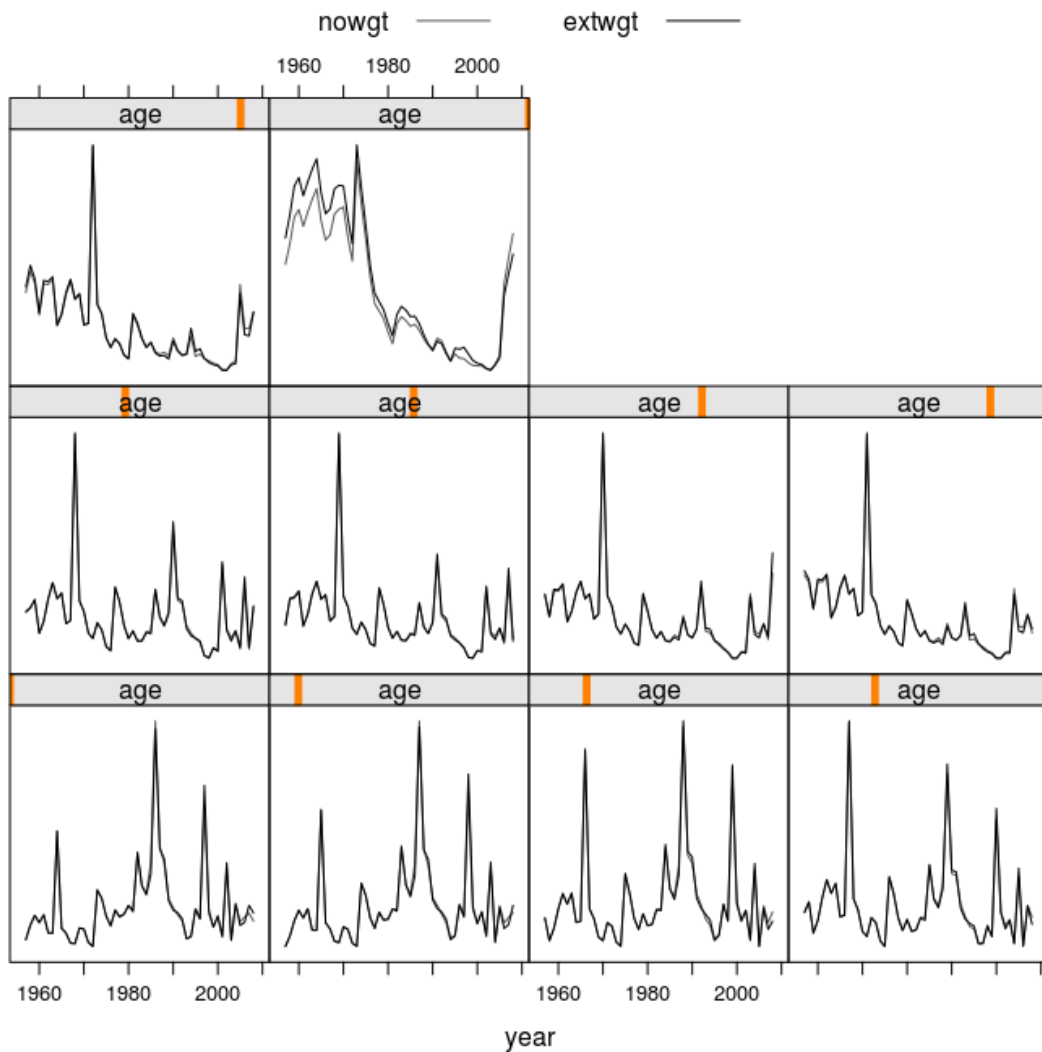 nowgt extwgt
1960 1980 2000
age age
age age age age
age age age age
1960 1980 2000 1960 1980 2000
year